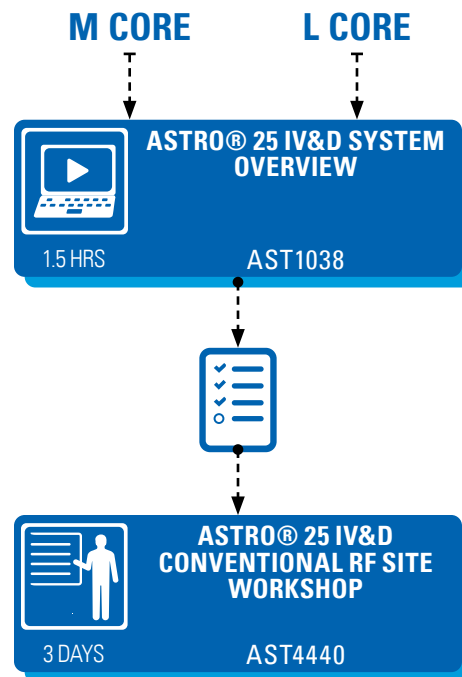 M CORE L CORE
ASTRO® 25 IV&D SYSTEM
OVERVIEW
1.5 HRS AST1038
ASTRO® 25 IV&D
CONVENTIONAL RF SITE
WORKSHOP
3 DAYS AST4440